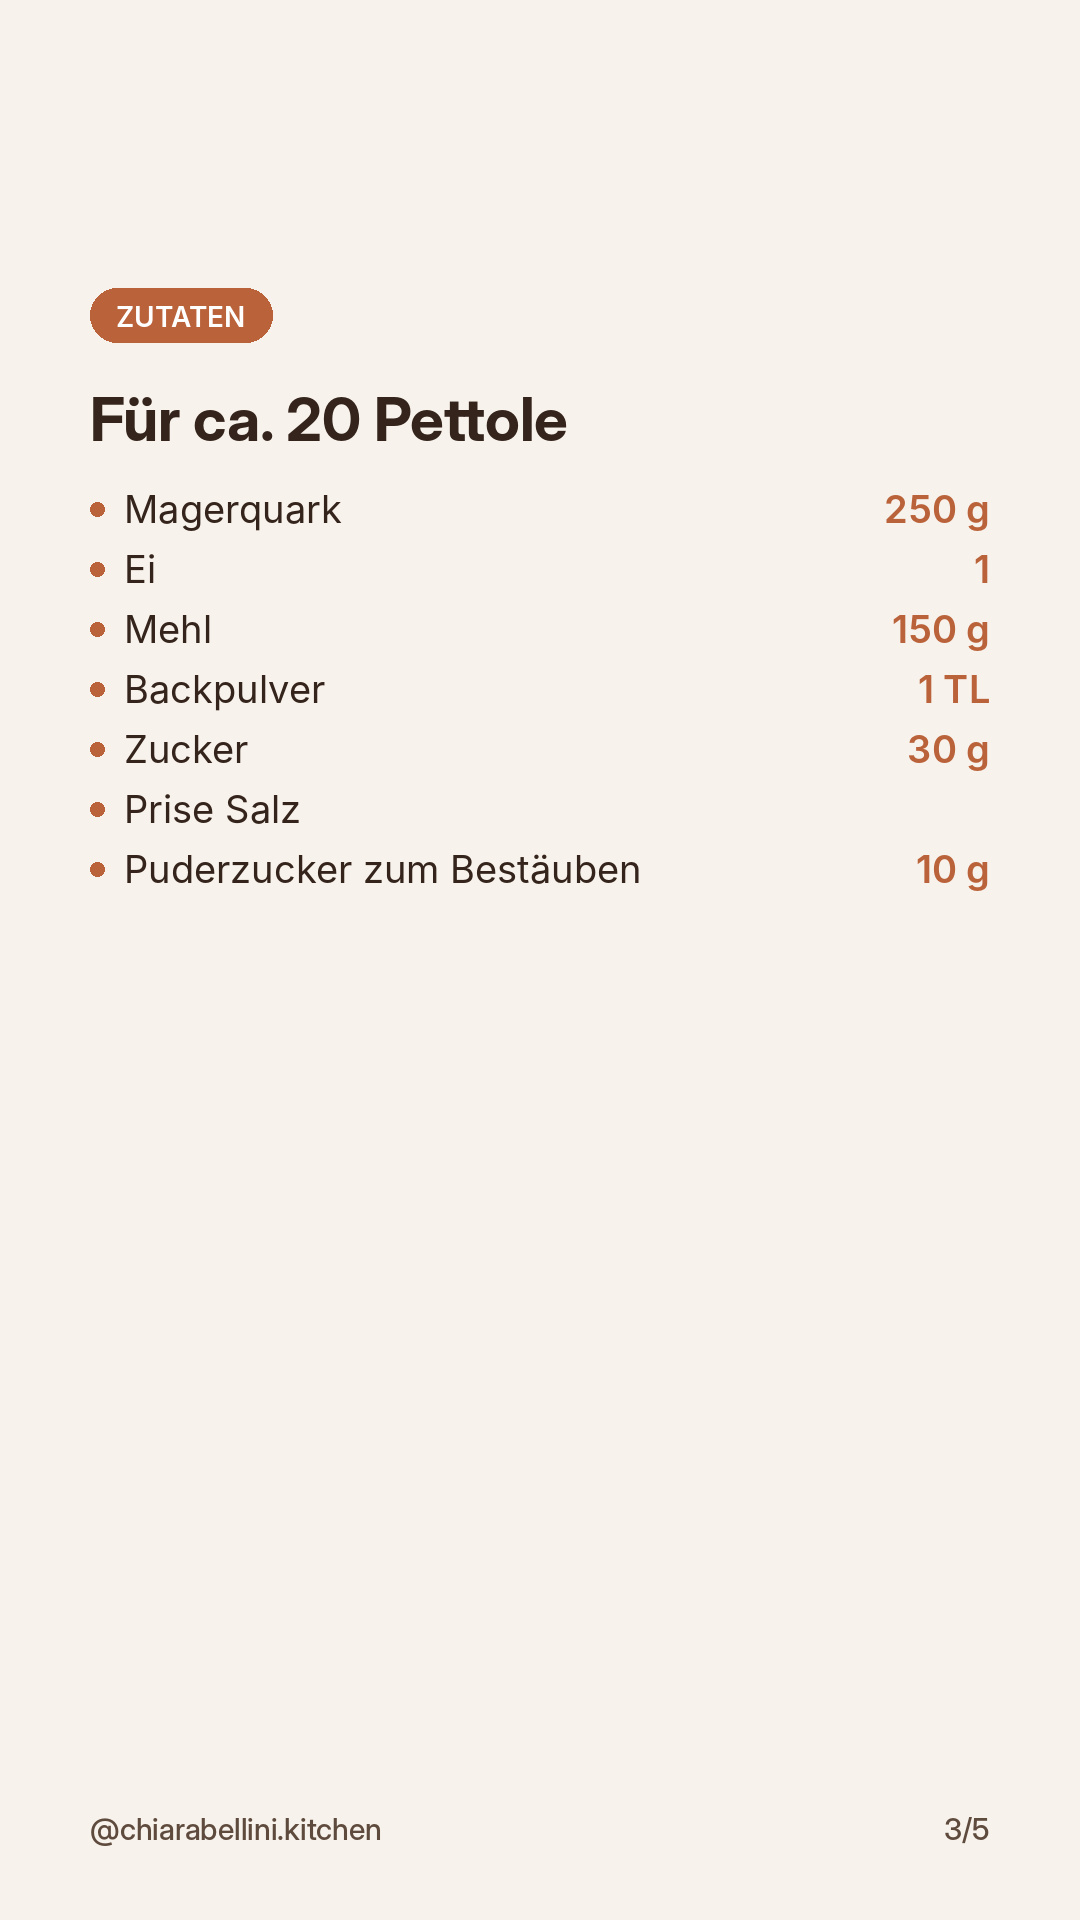 ZUTATEN
Für ca. 20 Pettole
• Magerquark 250 g
• Ei 1
• Mehl 150 g
• Backpulver 1 TL
• Zucker 30 g
• Prise Salz
• Puderzucker zum Bestäuben 10 g
@chiarabellini.kitchen 3/5